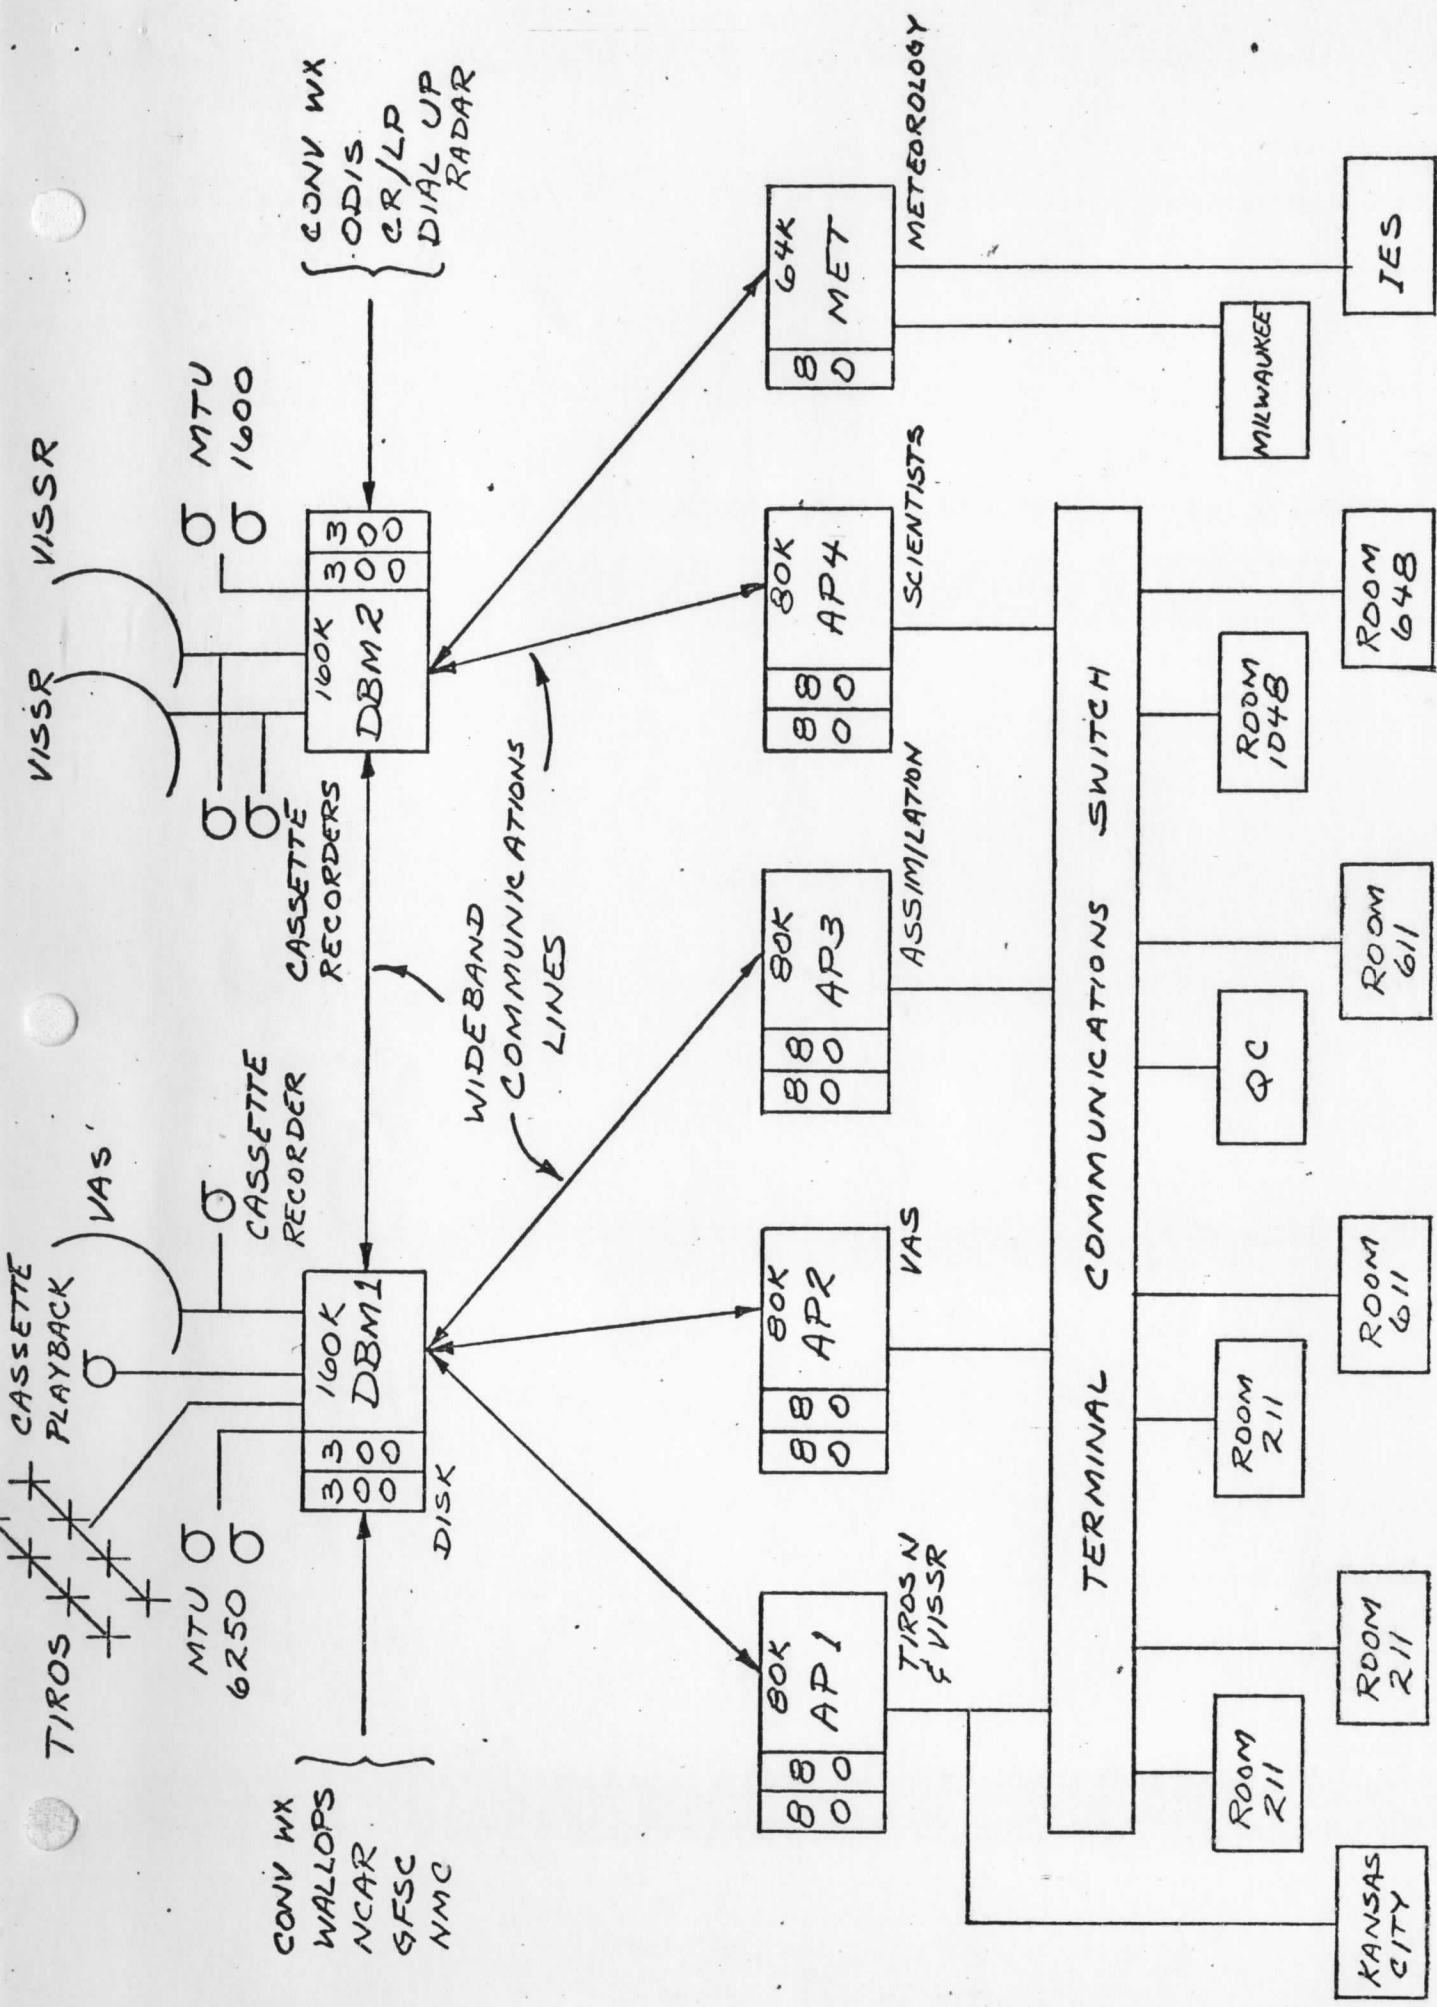 TIROS
CASSETTE
PLAYBACK
VAS
VISSR
VISSR
MTU
6250
CASSETTE
RECORDER
CASSETTE
RECORDERS
MTU
1600
CONV WX
WALLOPS
NCAR
GFSC
NMC
3 3
0 0
0 0
160K
DBM1
DISK
160K
DBM2
3 3
0 0
0 0
CONV WX
ODIS
CR/LP
DIAL UP
RADAR
WIDEBAND
COMMUNICATIONS
LINES
8 8
0 0
80K
AP1
TIROS N
& VISSR
8 8
0 0
80K
AP2
VAS
8 8
0 0
80K
AP3
ASSIMILATION
8 8
0 0
80K
AP4
SCIENTISTS
8
0
64K
MET
METEOROLOGY
TERMINAL COMMUNICATIONS SWITCH
ROOM
211
ROOM
211
QC
ROOM
1048
MILWAUKEE
KANSAS
CITY
ROOM
211
ROOM
611
ROOM
611
ROOM
648
IES